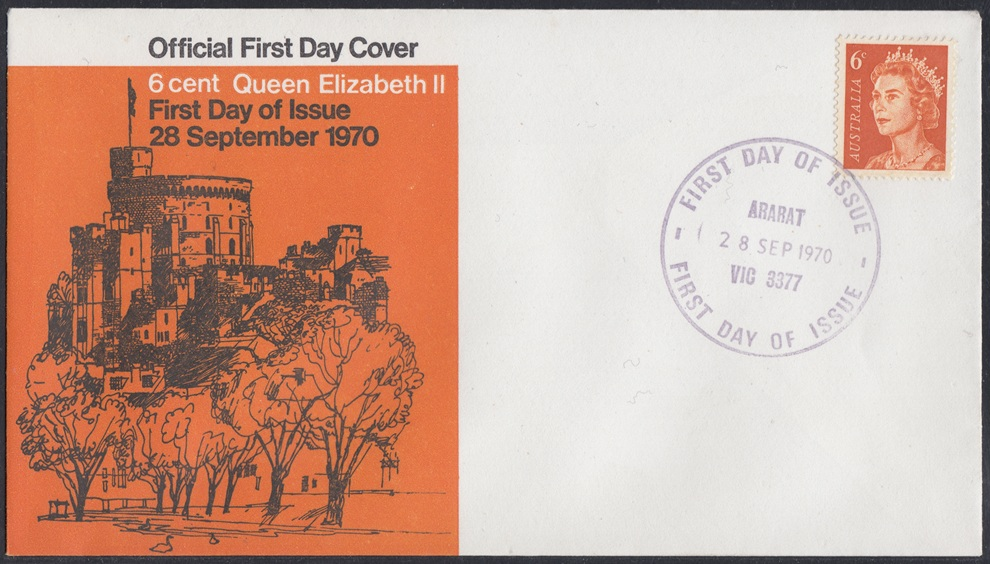 Official First Day Cover
6 cent Queen Elizabeth II
First Day of Issue
28 September 1970
6c
AUSTRALIA
FIRST DAY OF ISSUE
ARARAT
28 SEP 1970
VIC 3377
FIRST DAY OF ISSUE